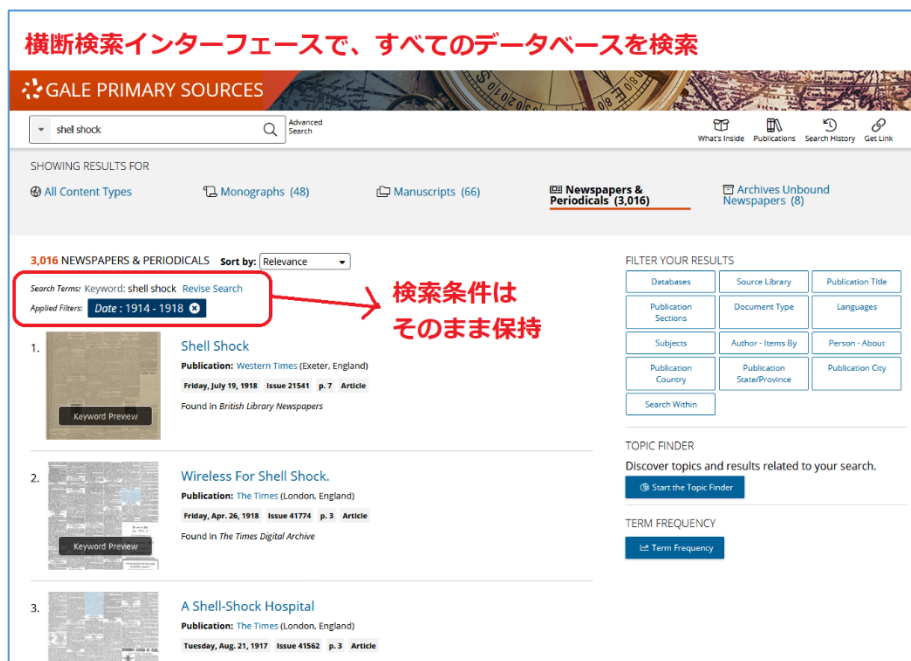 横断検索インターフェースで、すべてのデータベースを検索
GALE PRIMARY SOURCES
shell shock
Advanced
Search
What's Inside Publications Search History Get Link
SHOWING RESULTS FOR
All Content Types
Monographs (48)
Manuscripts (66)
Newspapers &
Periodicals (3,016)
Archives Unbound
Newspapers (8)
3,016 NEWSPAPERS & PERIODICALS Sort by: Relevance
Search Terms: Keyword: shell shock Revise Search
Applied Filters: Date : 1914 - 1918
検索条件は
そのまま保持
1.
Shell Shock
Publication: Western Times (Exeter, England)
Friday, July 19, 1918 Issue 21541 p. 7 Article
Found in British Library Newspapers
Keyword Preview
2.
Wireless For Shell Shock.
Publication: The Times (London, England)
Friday, Apr. 26, 1918 Issue 41774 p. 3 Article
Found in The Times Digital Archive
Keyword Preview
3.
A Shell-Shock Hospital
Publication: The Times (London, England)
Tuesday, Aug. 21, 1917 Issue 41562 p. 3 Article
FILTER YOUR RESULTS
Databases
Source Library
Publication Title
Publication
Sections
Document Type
Languages
Subjects
Author - Items By
Person - About
Publication
Country
Publication
State/Province
Publication City
Search Within
TOPIC FINDER
Discover topics and results related to your search.
Start the Topic Finder
TERM FREQUENCY
Term Frequency